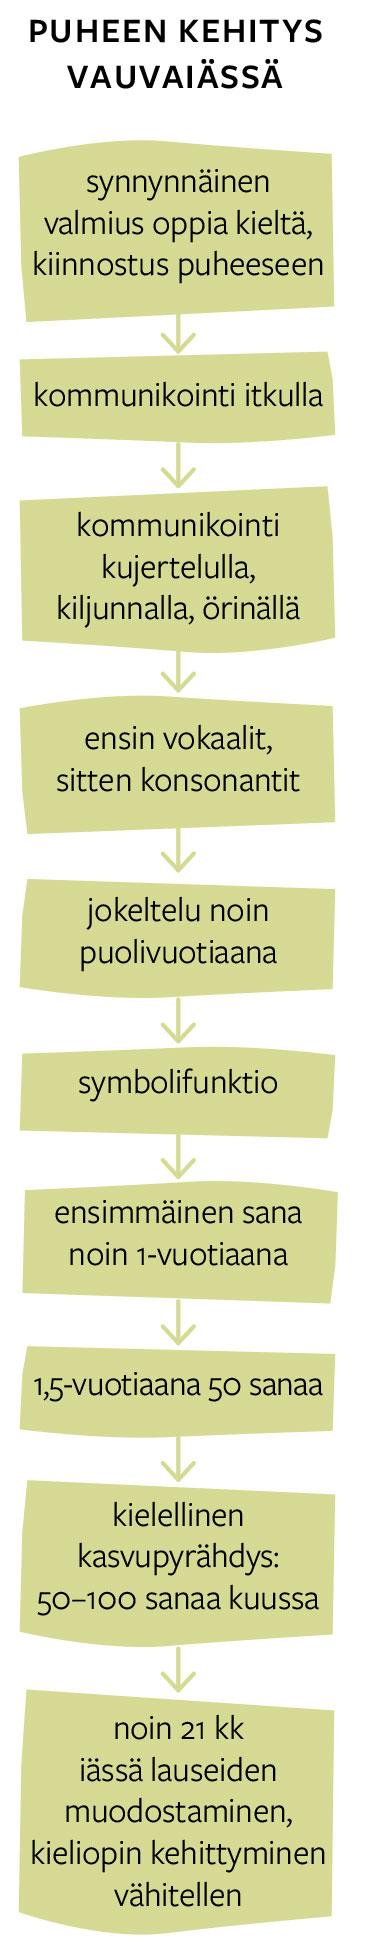 PUHEEN KEHITYS
VAUVAIÄSSÄ
synnynnäinen
valmius oppia kieltä,
kiinnostus puheeseen
kommunikointi itkulla
kommunikointi
kujertelulla,
kiljunnalla, örinällä
ensin vokaalit,
sitten konsonantit
jokeltelu noin
puolivuotiaana
symbolifunktio
ensimmäinen sana
noin 1-vuotiaana
1,5-vuotiaana 50 sanaa
kielellinen
kasvupyrähdys:
50–100 sanaa kuussa
noin 21 kk
iässä lauseiden
muodostaminen,
kieliopin kehittyminen
vähitellen